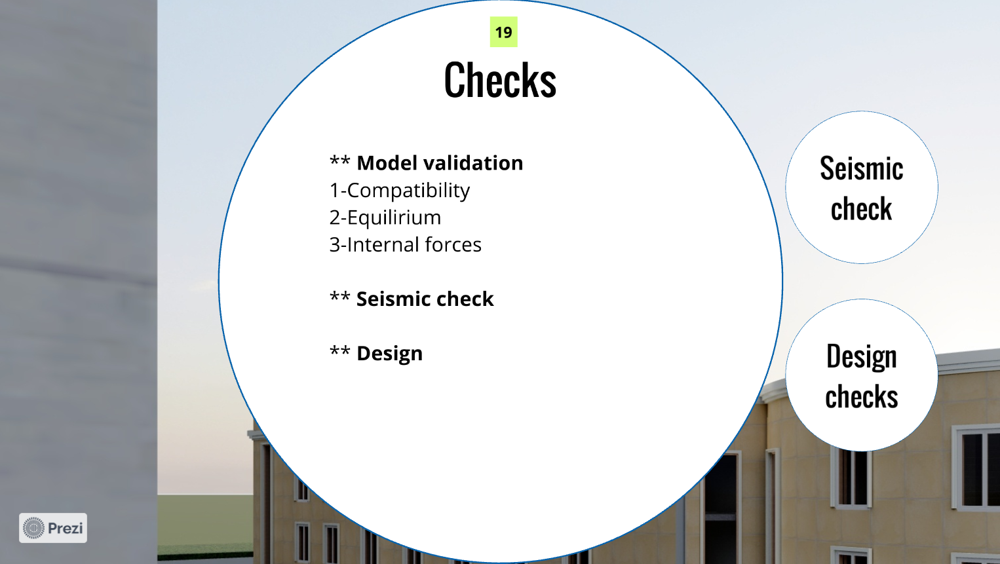 19
Checks
** Model validation
1-Compatibility
2-Equilirium
3-Internal forces
** Seismic check
** Design
Seismic
check
Design
checks
Prezi